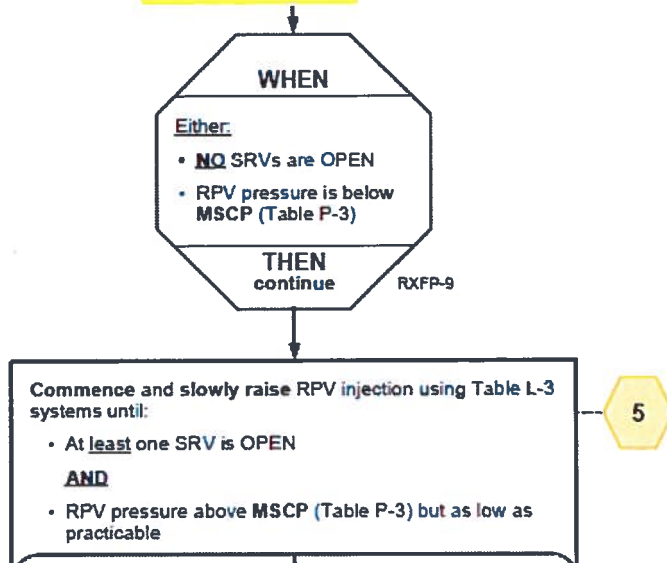 WHEN
Either:
• NO SRVs are OPEN
• RPV pressure is below
MSCP (Table P-3)
THEN
continue
RXFP-9
Commence and slowly raise RPV injection using Table L-3
systems until:
• At least one SRV is OPEN
AND
• RPV pressure above MSCP (Table P-3) but as low as
practicable
5